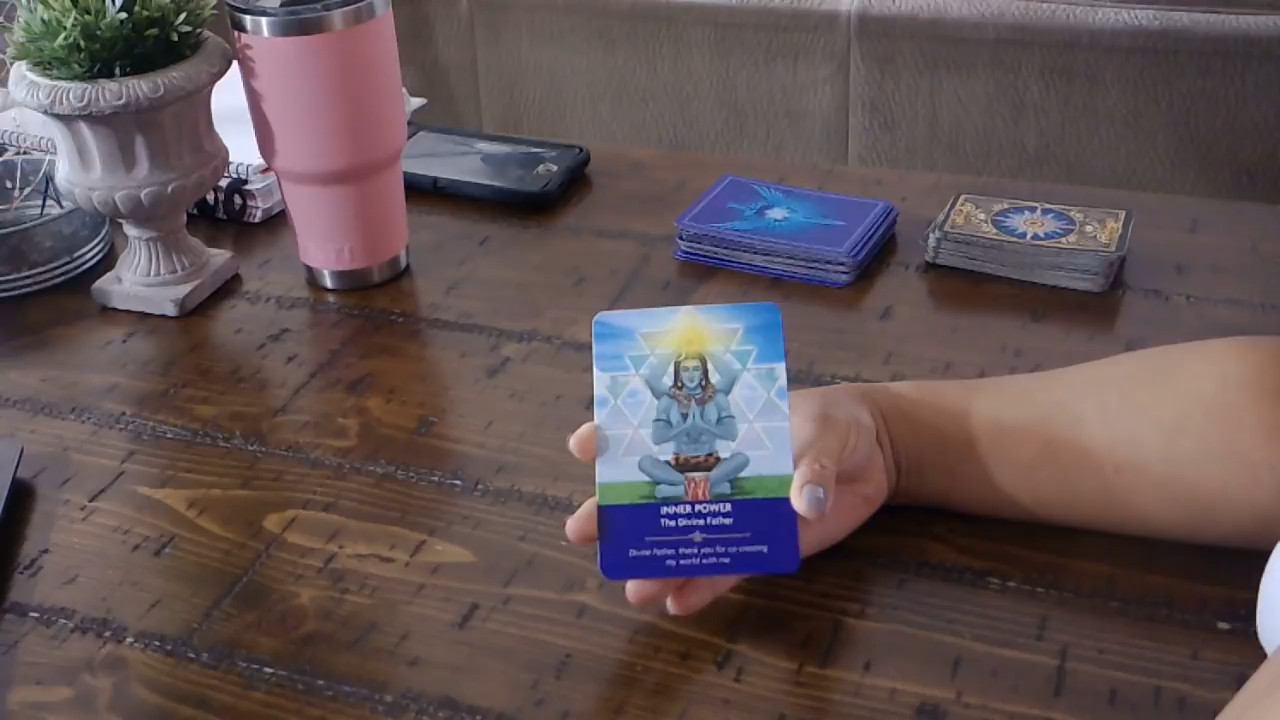 INNER POWER
The Divine Father
Divine Father, thank you for co-creating
my world with me